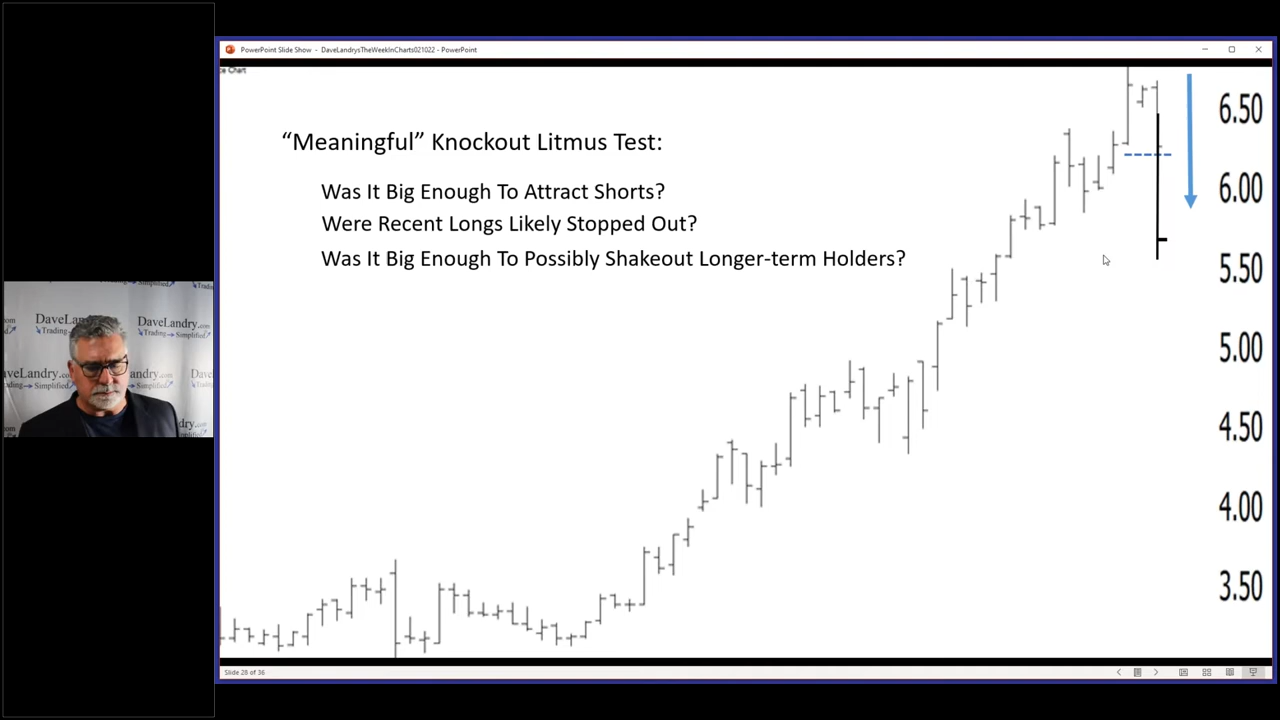 PowerPoint Slide Show - DaveLandrysTheWeekInCharts021022 - PowerPoint
ce Chart
“Meaningful” Knockout Litmus Test:
Was It Big Enough To Attract Shorts?
Were Recent Longs Likely Stopped Out?
Was It Big Enough To Possibly Shakeout Longer-term Holders?
6.50
6.00
5.50
5.00
4.50
4.00
3.50
DaveLandry.com
Trading Simplified
Slide 28 of 36